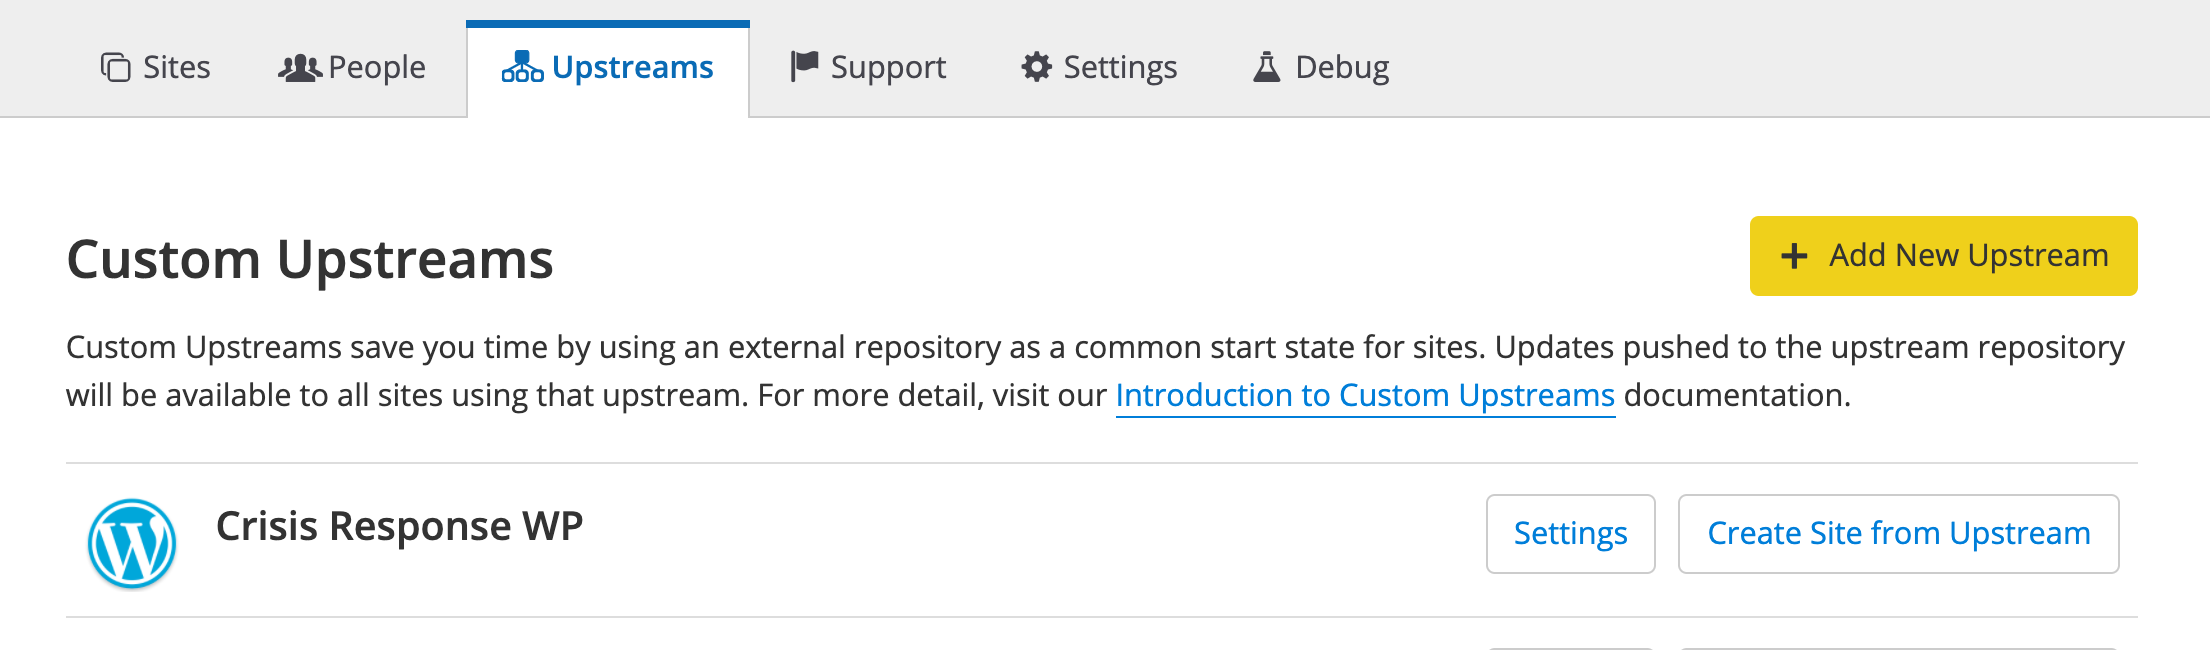 Sites People Upstreams Support Settings Debug
Custom Upstreams
+ Add New Upstream
Custom Upstreams save you time by using an external repository as a common start state for sites. Updates pushed to the upstream repository
will be available to all sites using that upstream. For more detail, visit our Introduction to Custom Upstreams documentation.
Crisis Response WP
Settings
Create Site from Upstream